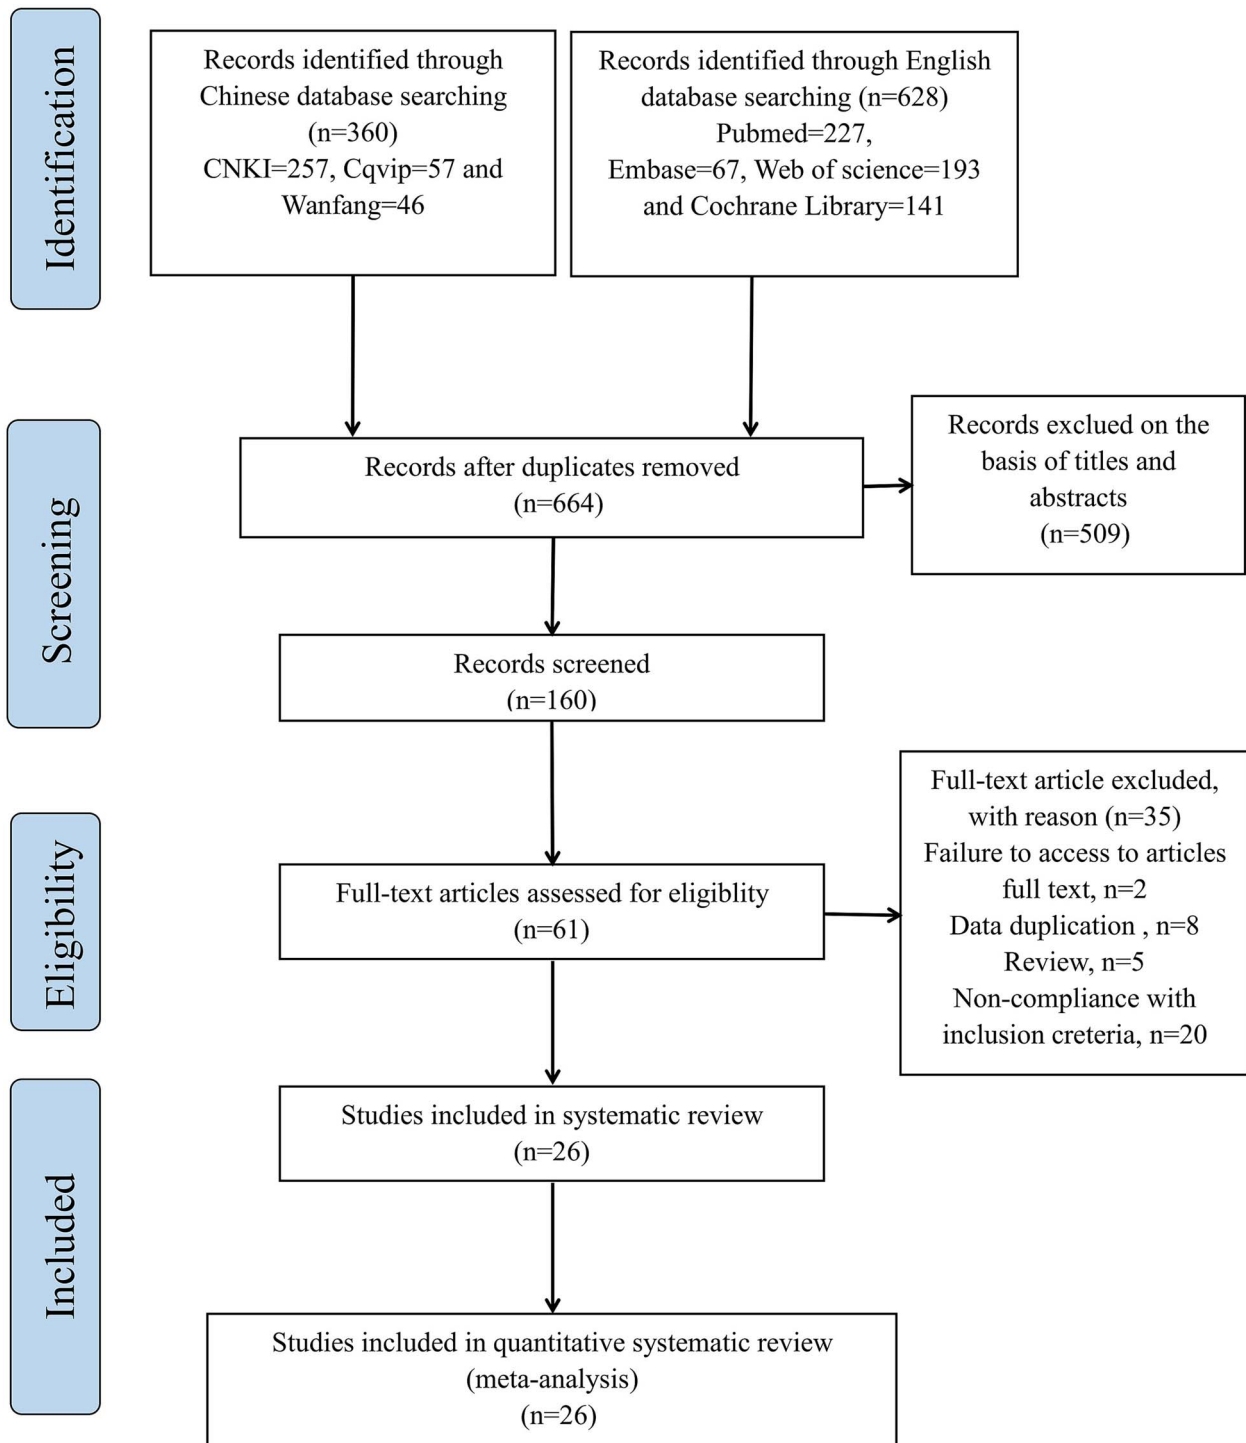 Identification
Records identified through
Chinese database searching
(n=360)
CNKI=257, Cqvip=57 and
Wanfang=46
Records identified through English
database searching (n=628)
Pubmed=227,
Embase=67, Web of science=193
and Cochrane Library=141
Screening
Records after duplicates removed
(n=664)
Records exclued on the
basis of titles and
abstracts
(n=509)
Records screened
(n=160)
Eligibility
Full-text articles assessed for eligiblity
(n=61)
Full-text article excluded,
with reason (n=35)
Failure to access to articles
full text, n=2
Data duplication , n=8
Review, n=5
Non-compliance with
inclusion creteria, n=20
Included
Studies included in systematic review
(n=26)
Studies included in quantitative systematic review
(meta-analysis)
(n=26)